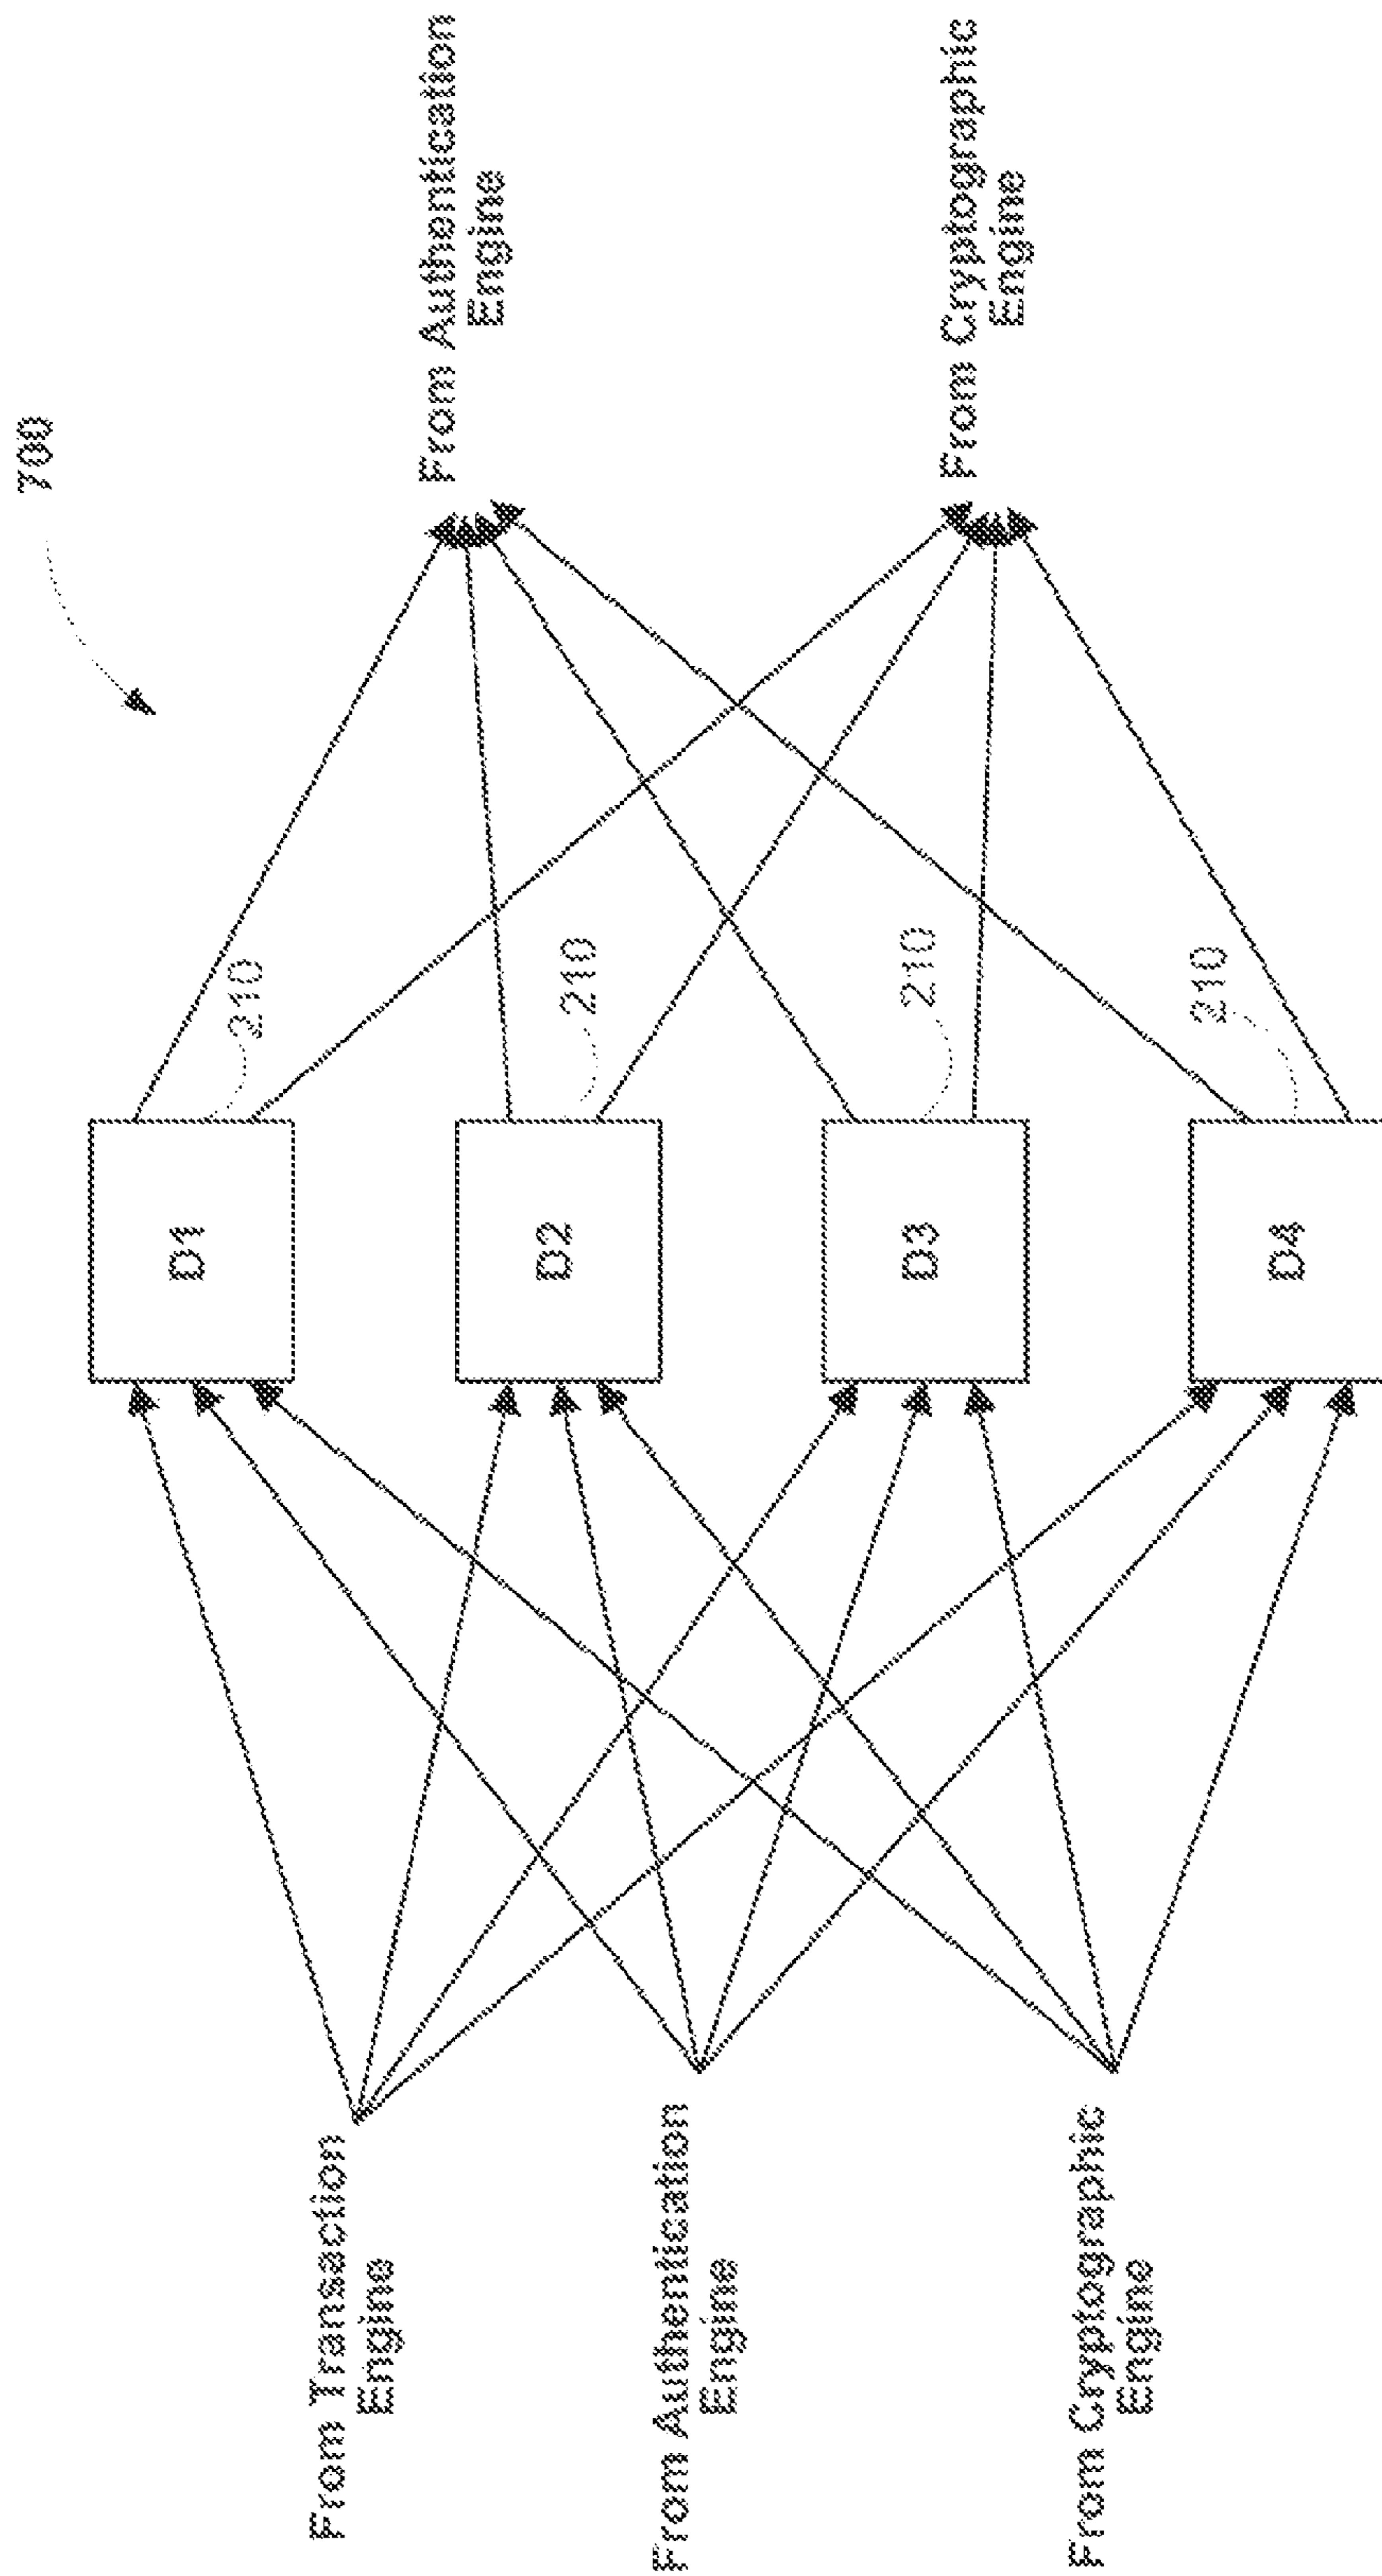 700
From Transaction
Engine
From Authentication
Engine
From Cryptographic
Engine
D1
210
D2
210
D3
210
D4
210
From Authentication
Engine
From Cryptographic
Engine